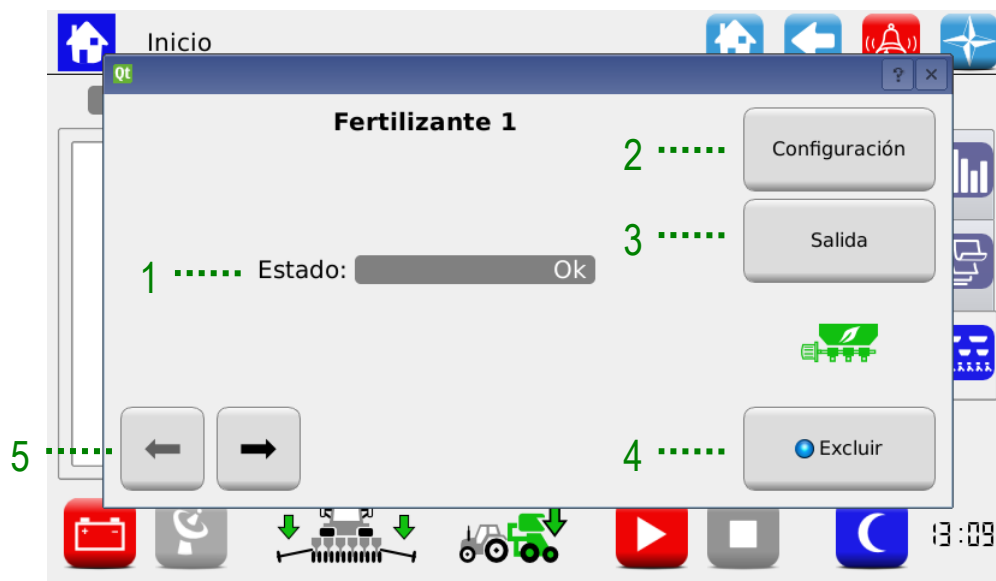 Inicio
Qt
? ×
Fertilizante 1
2
Configuración
3
Salida
1
Estado: Ok
5
4
Excluir
13:09